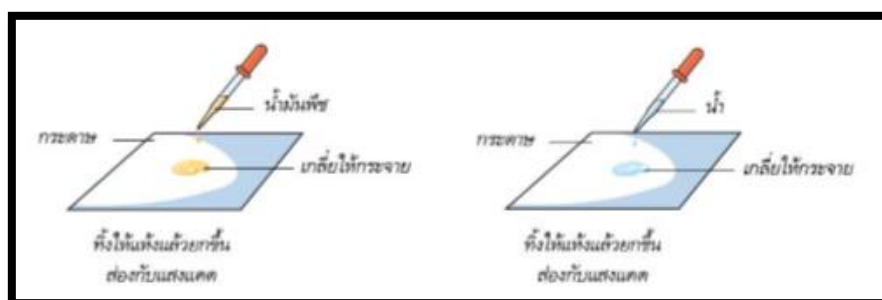 น้ำมันพืช
กระดาษ
เกลี่ยให้กระจาย
ทิ้งให้แห้งแล้วยกขึ้น
ส่องกับแสงแดด
น้ำ
กระดาษ
เกลี่ยให้กระจาย
ทิ้งให้แห้งแล้วยกขึ้น
ส่องกับแสงแดด